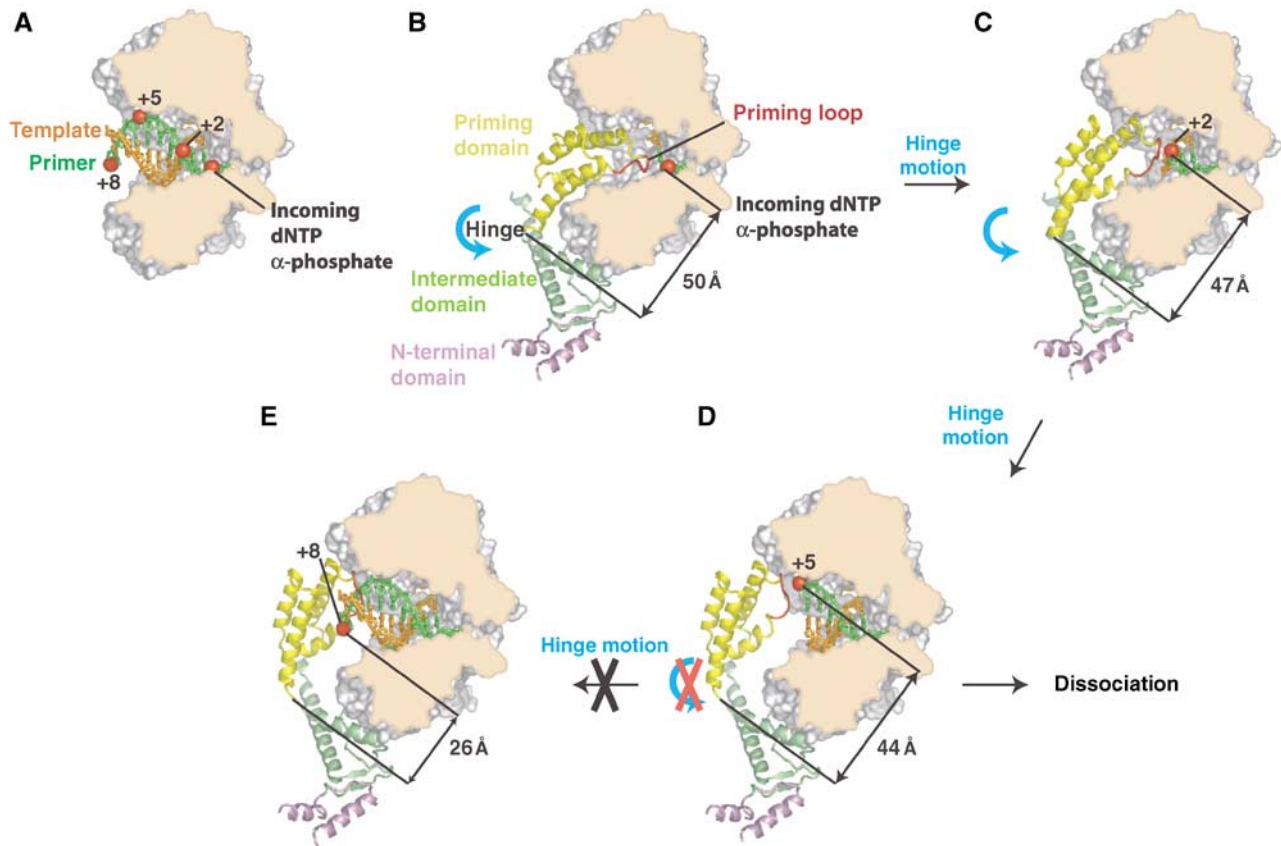 A
+5
Template
+2
Primer
+8
Incoming
dNTP
α-phosphate
B
Priming
domain
Priming loop
Hinge
Incoming dNTP
α-phosphate
Intermediate
domain
50 Å
N-terminal
domain
Hinge
motion
C
+2
47 Å
Hinge
motion
D
+5
44 Å
Dissociation
Hinge motion
E
+8
26 Å